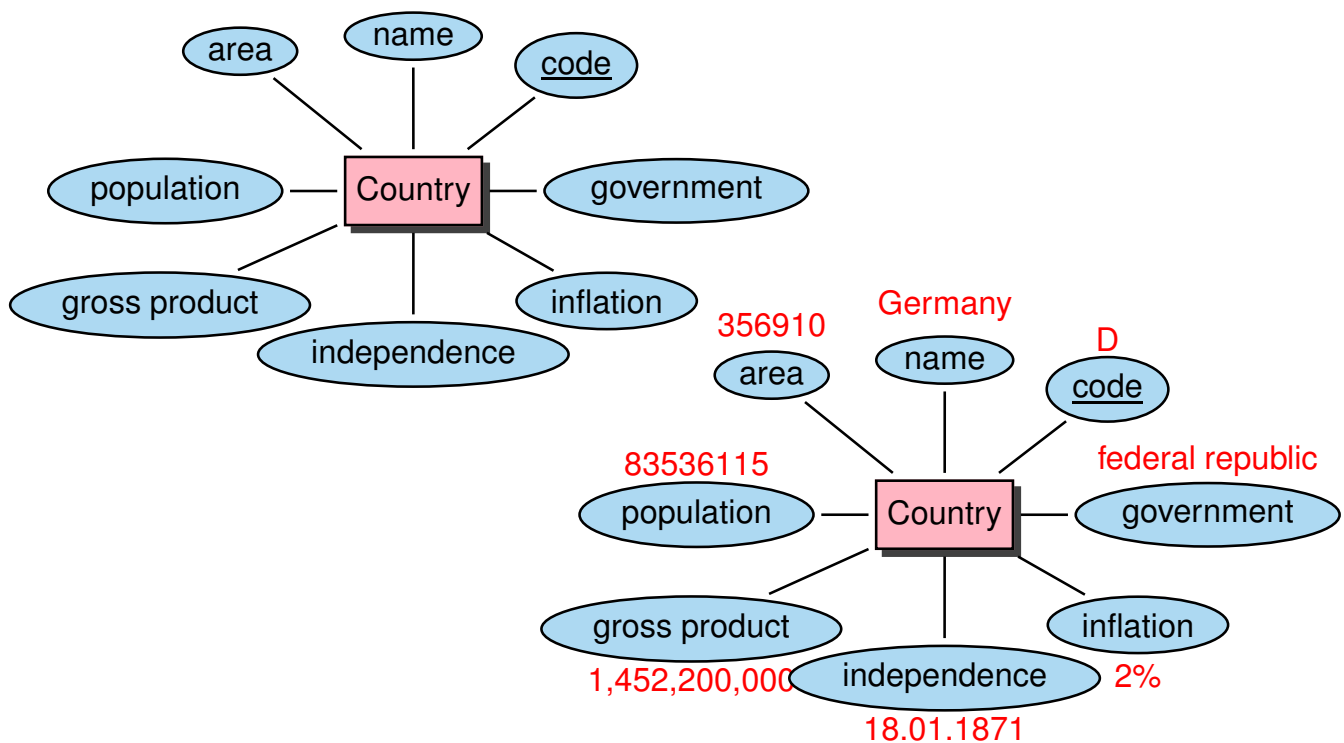 name
area
code
population
Country
government
gross product
inflation
independence
Germany
356910
D
name
area
code
83536115
federal republic
population
Country
government
gross product
inflation
1,452,200,000
independence
2%
18.01.1871